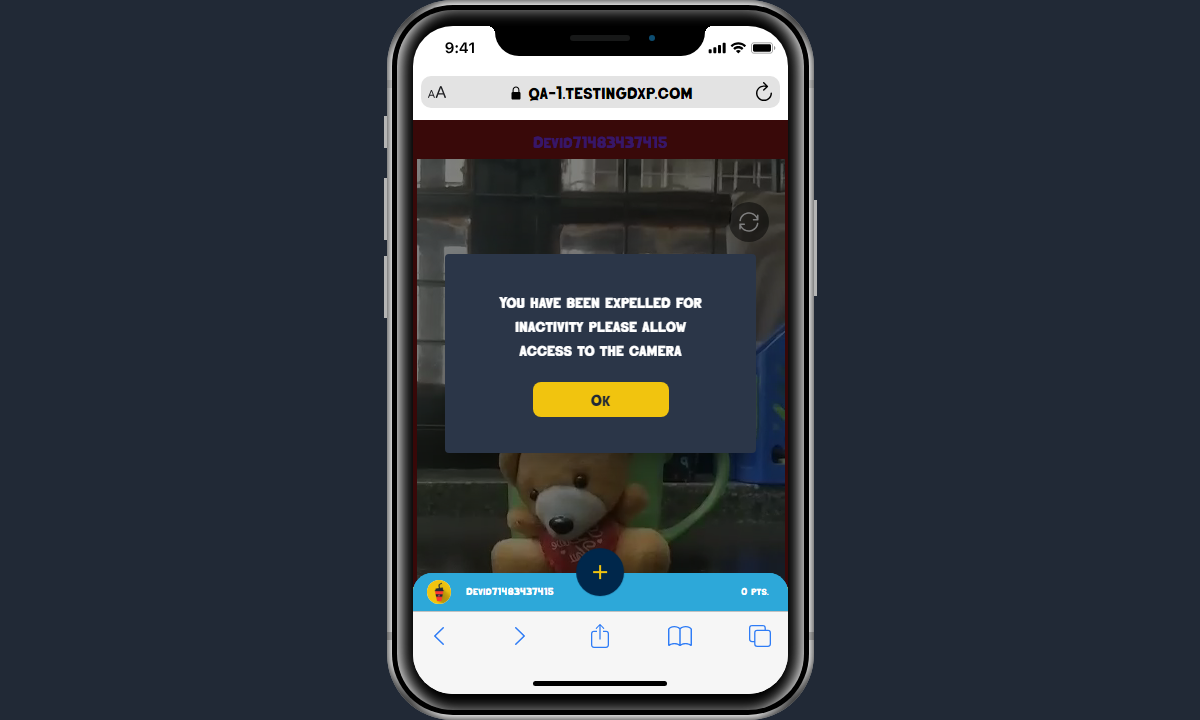 9:41
AA
QA-1.TESTINGDXP.COM
Devid71483437415
You have been expelled for
inactivity please allow
access to the camera
Ok
Devid71483437415
0 pts.